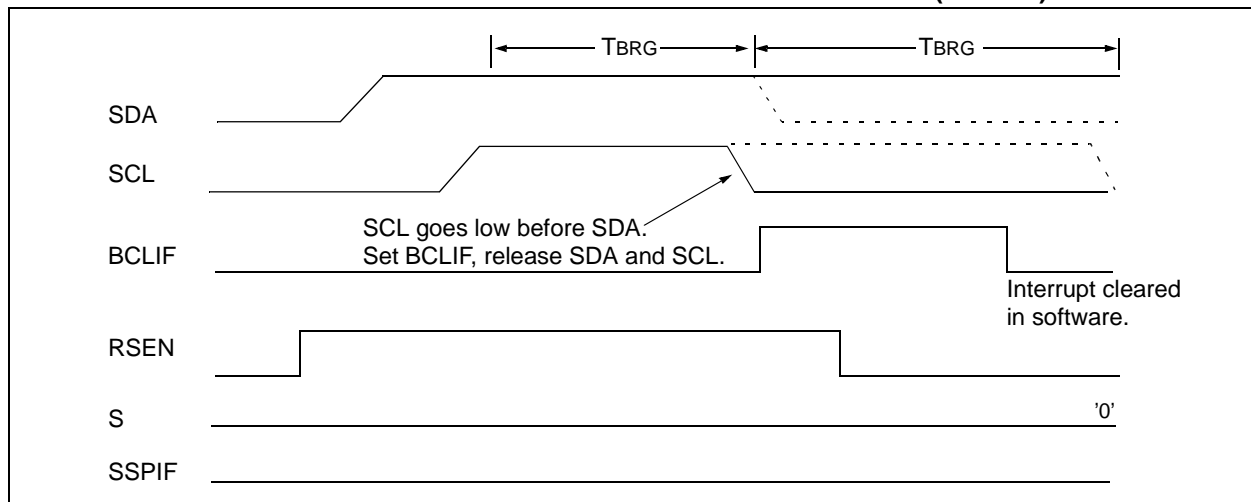 TBRG TBRG
SDA
SCL
SCL goes low before SDA.
Set BCLIF, release SDA and SCL.
BCLIF
Interrupt cleared
in software.
RSEN
S '0'
SSPIF